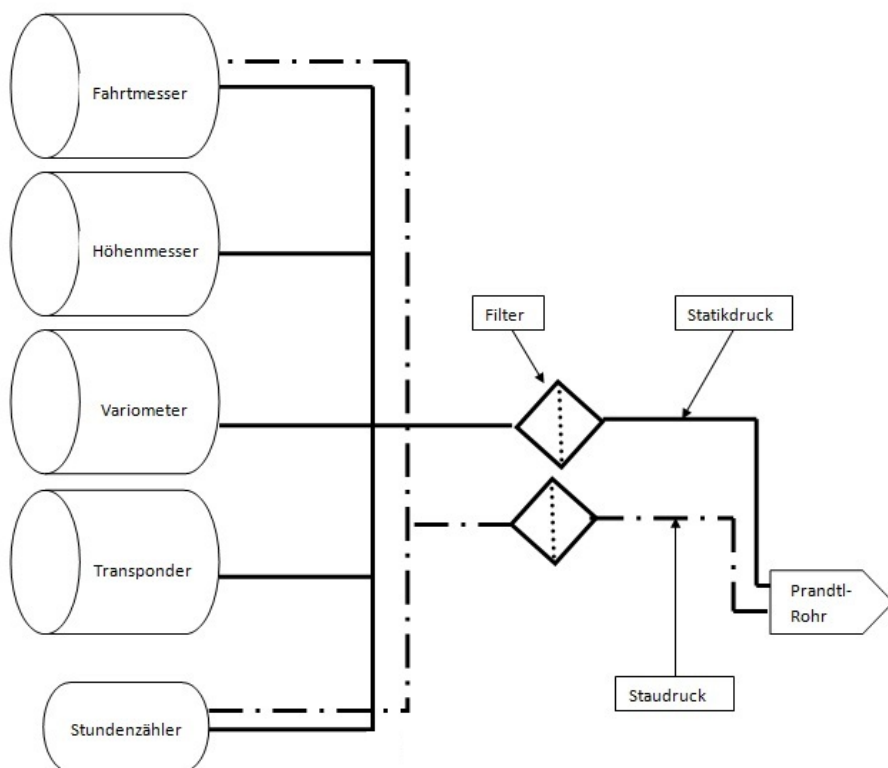 Fahrtmesser
Höhenmesser
Filter
Statikdruck
Variometer
Transponder
Prandtl-
Rohr
Staudruck
Stundenzähler